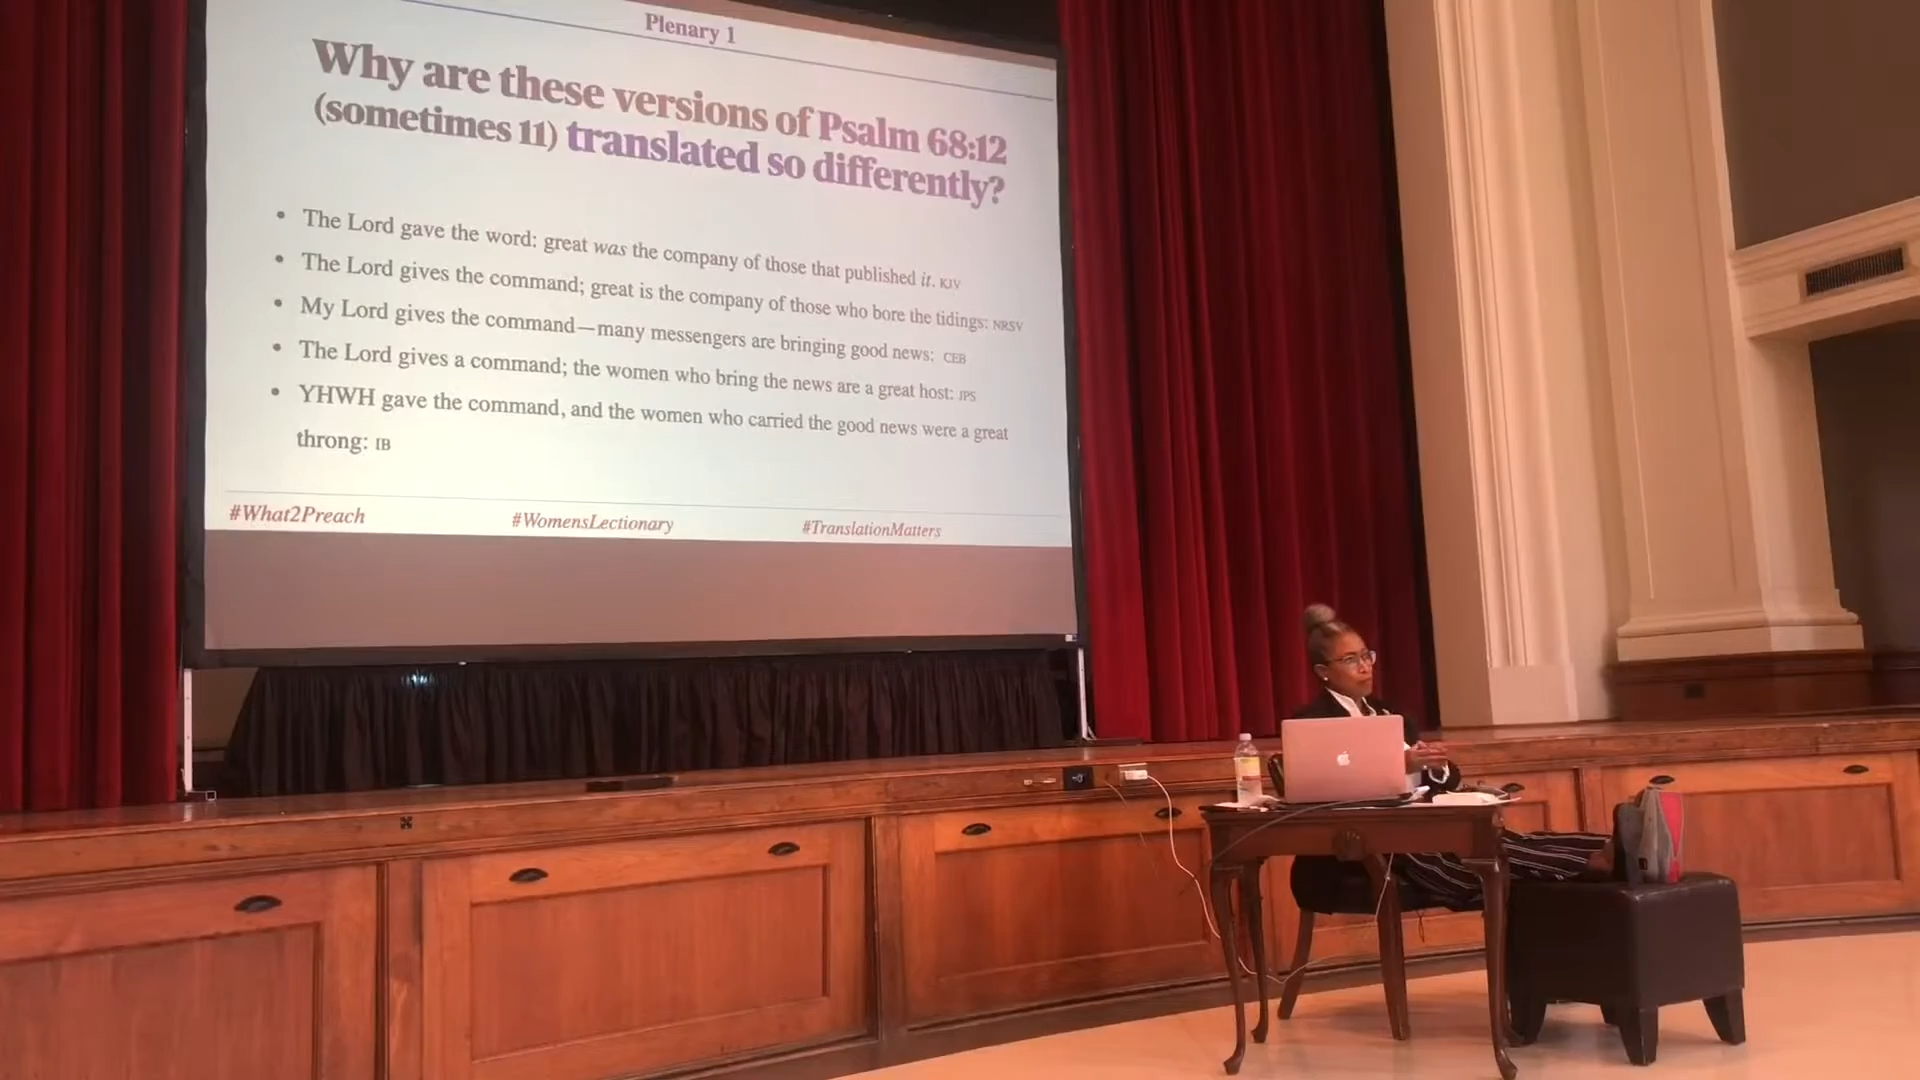 Plenary 1
Why are these versions of Psalm 68:12
(sometimes 11) translated so differently?
• The Lord gave the word: great was the company of those that published it. KJV
• The Lord gives the command; great is the company of those who bore the tidings: NRSV
• My Lord gives the command—many messengers are bringing good news: CEB
• The Lord gives a command; the women who bring the news are a great host: JPS
• YHWH gave the command, and the women who carried the good news were a great
throng: IB
#What2Preach #WomensLectionary #TranslationMatters